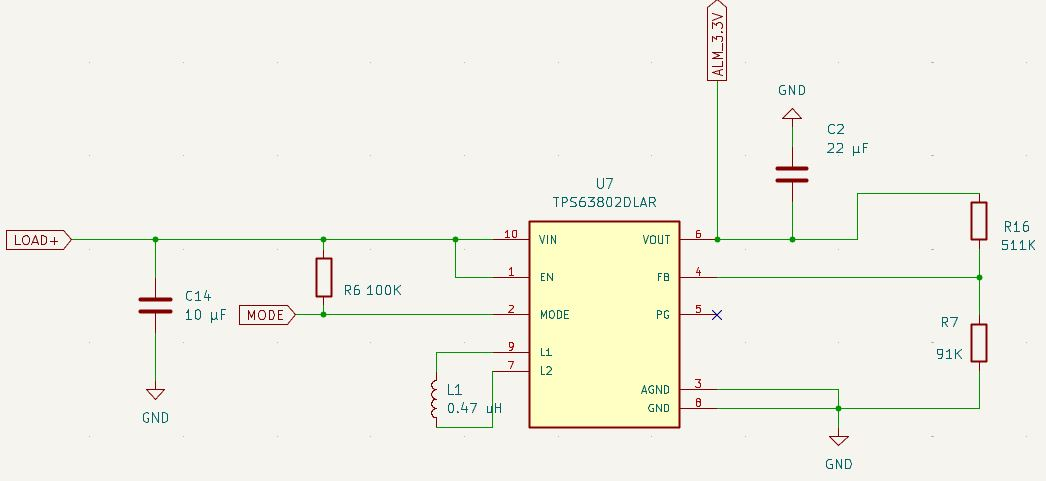 ALM_3.3V
GND
C2
22 µF
U7
TPS63802DLAR
LOAD+
10 VIN
VOUT 6
R16
511K
1 EN
FB 4
R6 100K
C14
10 µF
MODE
2 MODE
PG 5
R7
91K
9 L1
7 L2
L1
0.47 uH
AGND 3
GND 8
GND
GND